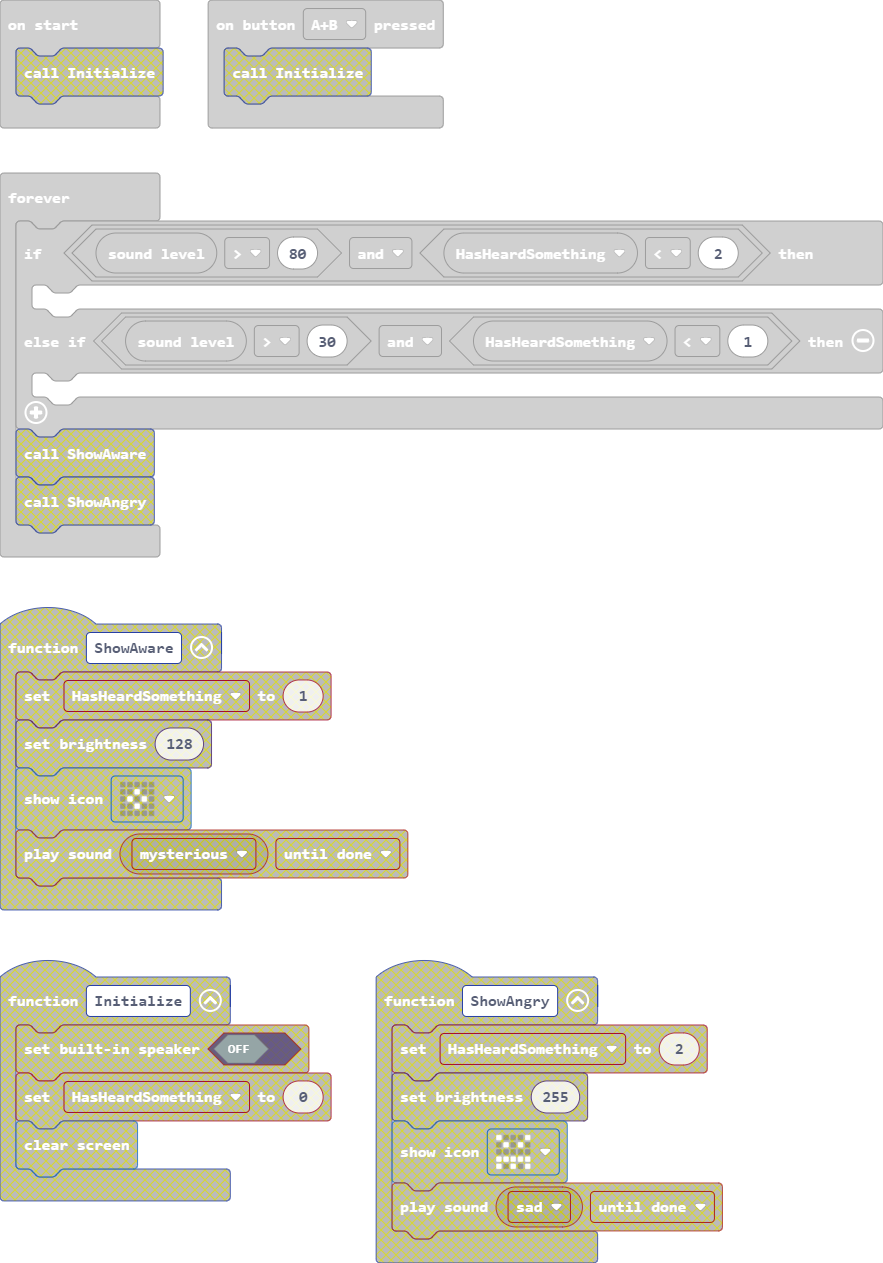 on start
call Initialize
on button A+B pressed
call Initialize
forever
if sound level > 80 and HasHeardSomething < 2 then
else if sound level > 30 and HasHeardSomething < 1 then
call ShowAware
call ShowAngry
function ShowAware
set HasHeardSomething to 1
set brightness 128
show icon
play sound mysterious until done
function Initialize
set built-in speaker OFF
set HasHeardSomething to 0
clear screen
function ShowAngry
set HasHeardSomething to 2
set brightness 255
show icon
play sound sad until done